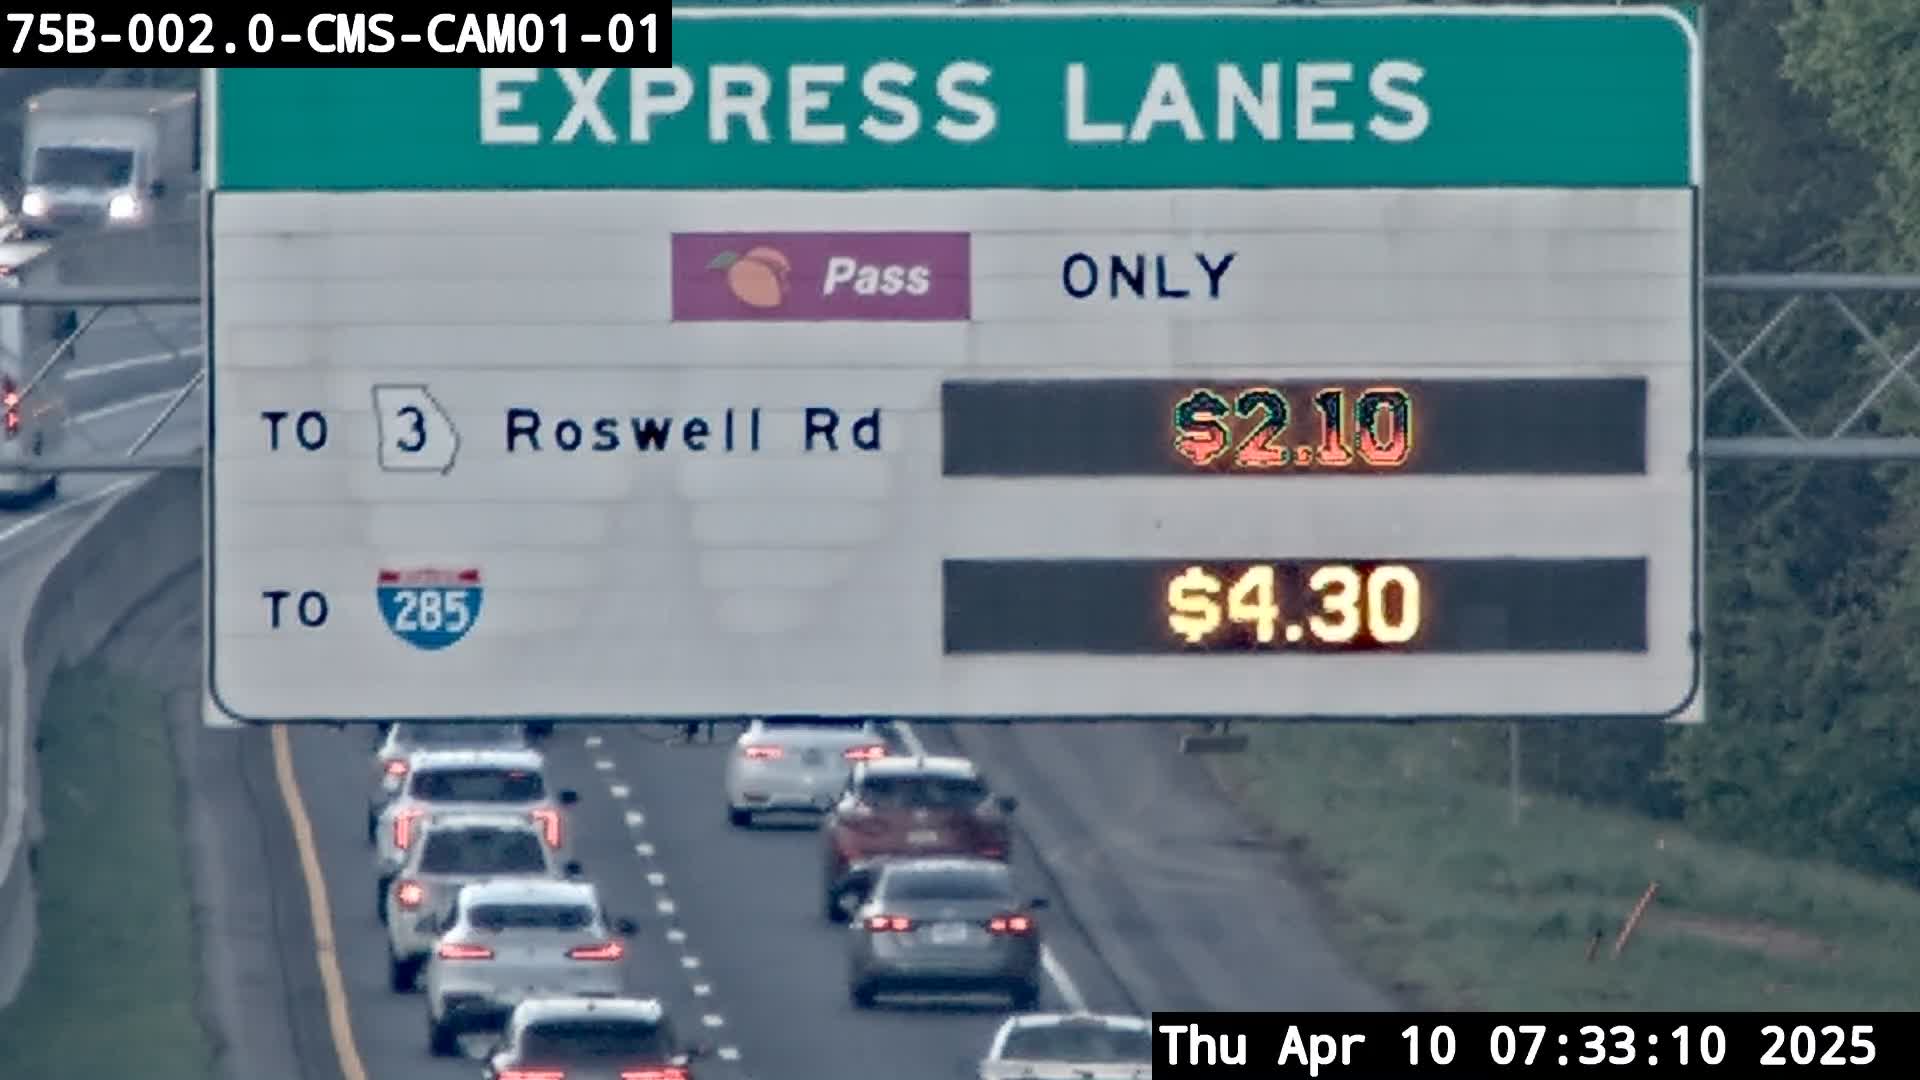 75B-002.0-CMS-CAM01-01
EXPRESS LANES
Pass ONLY
TO 3 Roswell Rd $2.10
TO 285 $4.30
Thu Apr 10 07:33:10 2025